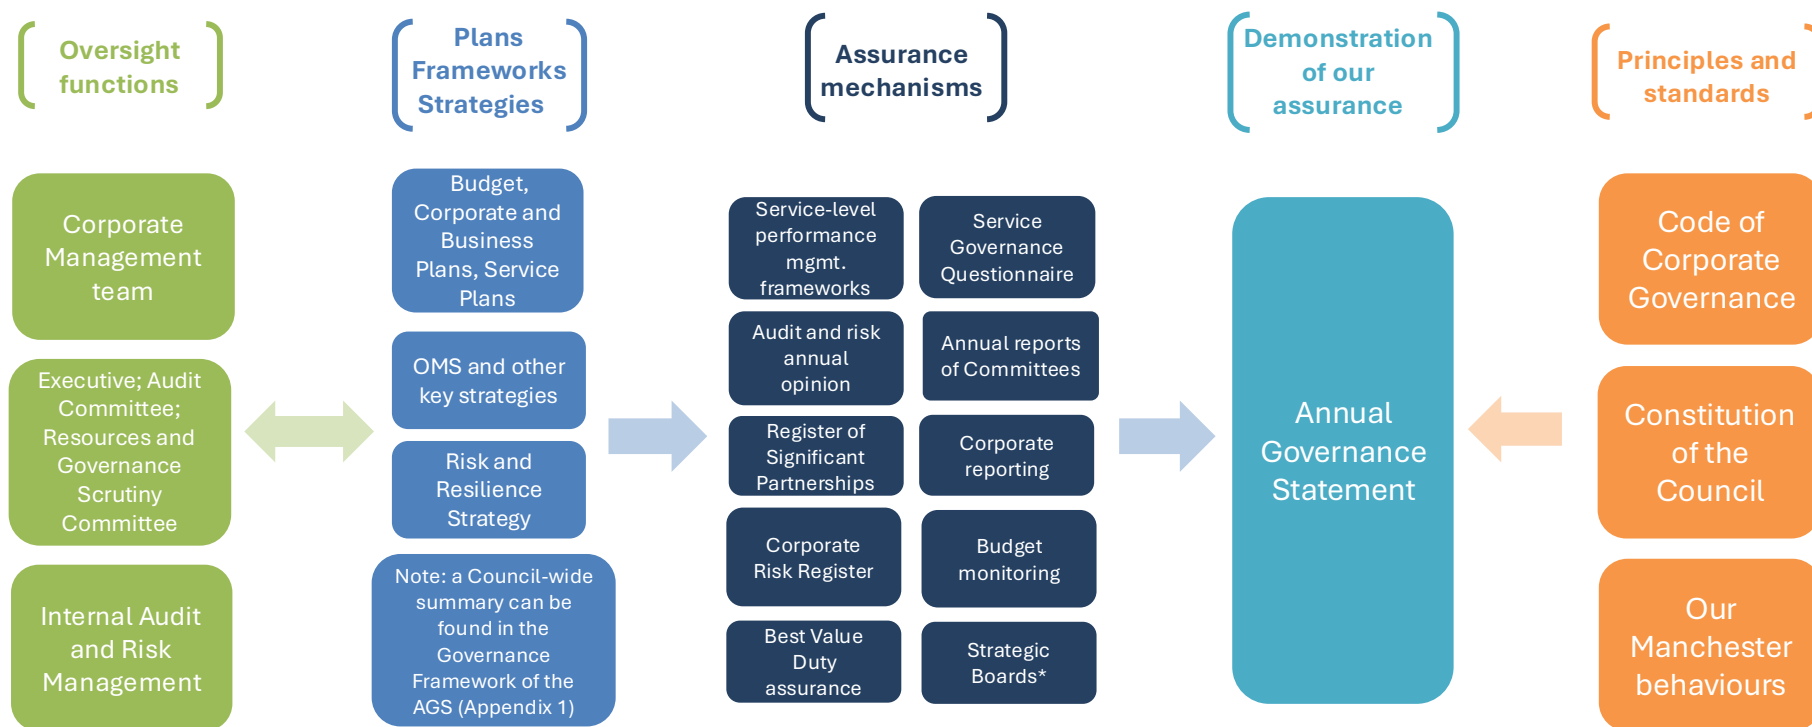 Oversight
functions
Plans
Frameworks
Strategies
Assurance
mechanisms
Demonstration
of our
assurance
Principles and
standards
Corporate
Management
team
Executive; Audit
Committee;
Resources and
Governance
Scrutiny
Committee
Internal Audit
and Risk
Management
Budget,
Corporate and
Business
Plans, Service
Plans
OMS and other
key strategies
Risk and
Resilience
Strategy
Note: a Council-wide
summary can be
found in the
Governance
Framework of the
AGS (Appendix 1)
Service-level
performance
mgmt.
frameworks
Service
Governance
Questionnaire
Audit and risk
annual
opinion
Annual reports
of Committees
Register of
Significant
Partnerships
Corporate
reporting
Corporate
Risk Register
Budget
monitoring
Best Value
Duty
assurance
Strategic
Boards*
Annual
Governance
Statement
Code of
Corporate
Governance
Constitution
of the
Council
Our
Manchester
behaviours